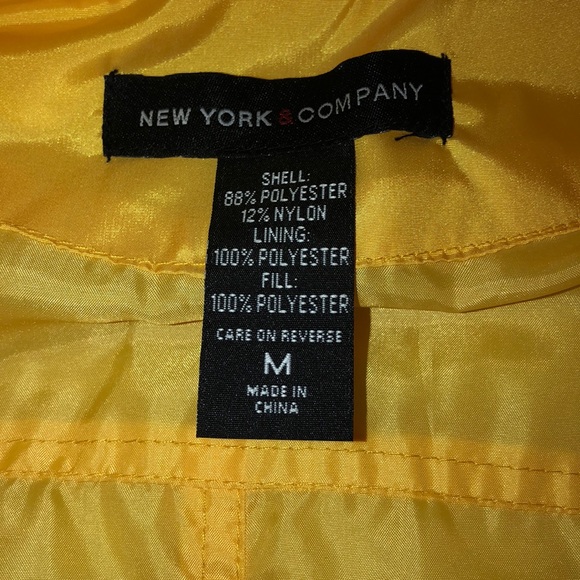 NEW YORK & COMPANY
SHELL:
88% POLYESTER
12% NYLON
LINING:
100% POLYESTER
FILL:
100% POLYESTER
CARE ON REVERSE
M
MADE IN
CHINA